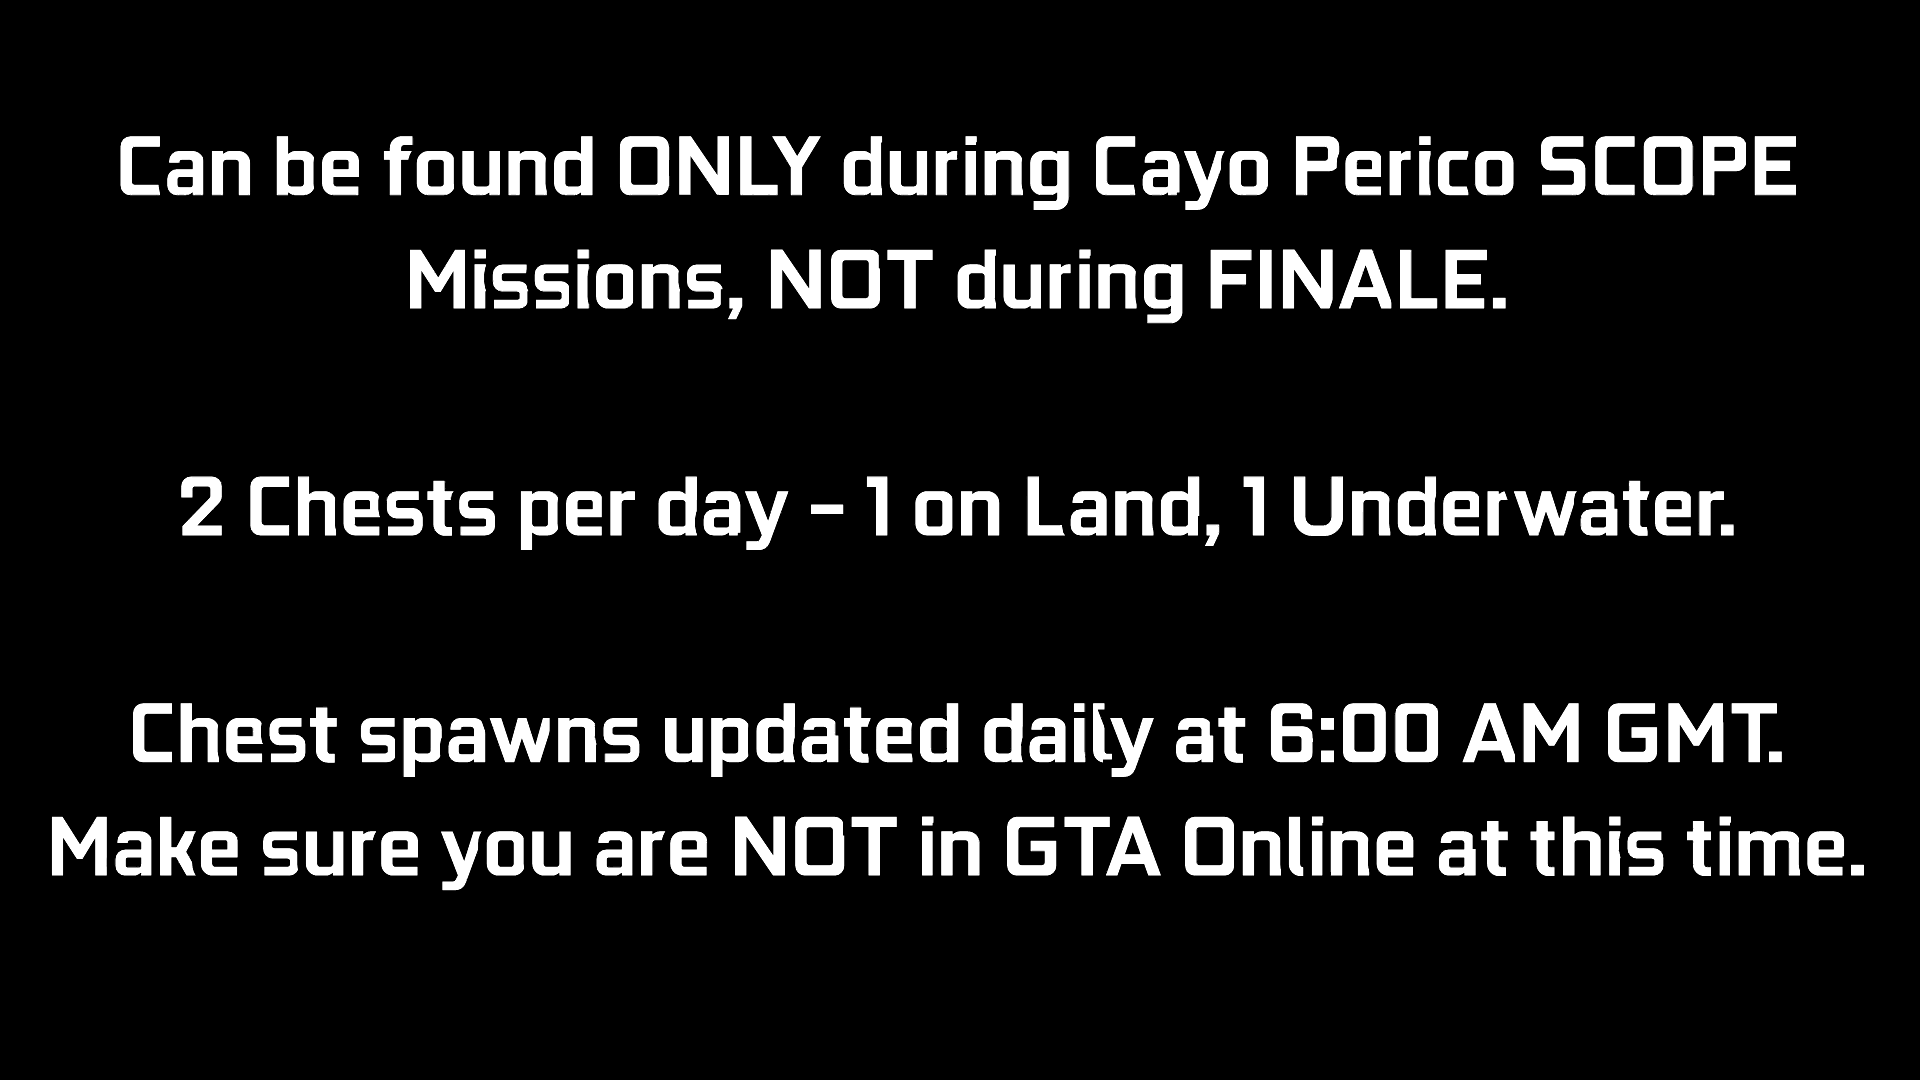 Can be found ONLY during Cayo Perico SCOPE
Missions, NOT during FINALE.
2 Chests per day – 1 on Land, 1 Underwater.
Chest spawns updated daily at 6:00 AM GMT.
Make sure you are NOT in GTA Online at this time.